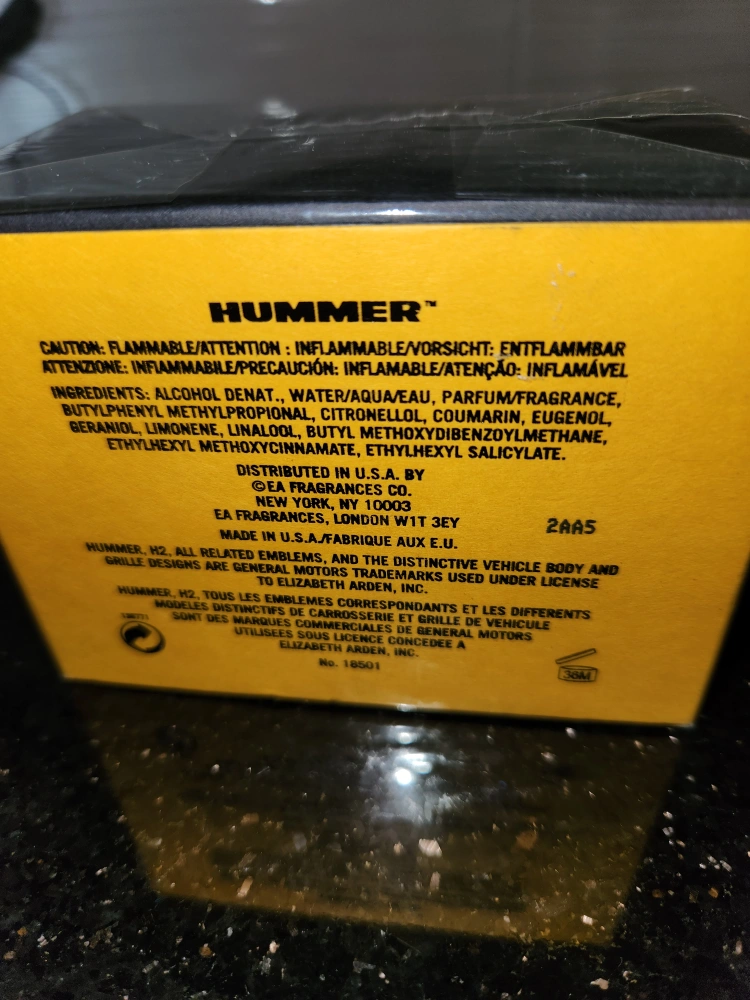 HUMMER™
CAUTION: FLAMMABLE/ATTENTION : INFLAMMABLE/VORSICHT: ENTFLAMMBAR
ATTENZIONE: INFIAMMABILE/PRECAUCIÓN: INFLAMABLE/ATENÇÃO: INFLAMÁVEL
INGREDIENTS: ALCOHOL DENAT., WATER/AQUA/EAU, PARFUM/FRAGRANCE,
BUTYLPHENYL METHYLPROPIONAL, CITRONELLOL, COUMARIN, EUGENOL,
GERANIOL, LIMONENE, LINALOOL, BUTYL METHOXYDIBENZOYLMETHANE,
ETHYLHEXYL METHOXYCINNAMATE, ETHYLHEXYL SALICYLATE.
DISTRIBUTED IN U.S.A. BY
©EA FRAGRANCES CO.
NEW YORK, NY 10003
EA FRAGRANCES, LONDON W1T 3EY
2AA5
MADE IN U.S.A./FABRIQUE AUX E.U.
HUMMER, H2, ALL RELATED EMBLEMS, AND THE DISTINCTIVE VEHICLE BODY AND
GRILLE DESIGNS ARE GENERAL MOTORS TRADEMARKS USED UNDER LICENSE
TO ELIZABETH ARDEN, INC.
HUMMER, H2, TOUS LES EMBLEMES CORRESPONDANTS ET LES DIFFERENTS
MODELES DISTINCTIFS DE CARROSSERIE ET GRILLE DE VEHICULE
SONT DES MARQUES COMMERCIALES DE GENERAL MOTORS
UTILISEES SOUS LICENCE CONCEDEE A
ELIZABETH ARDEN, INC.
No. 18501
36M